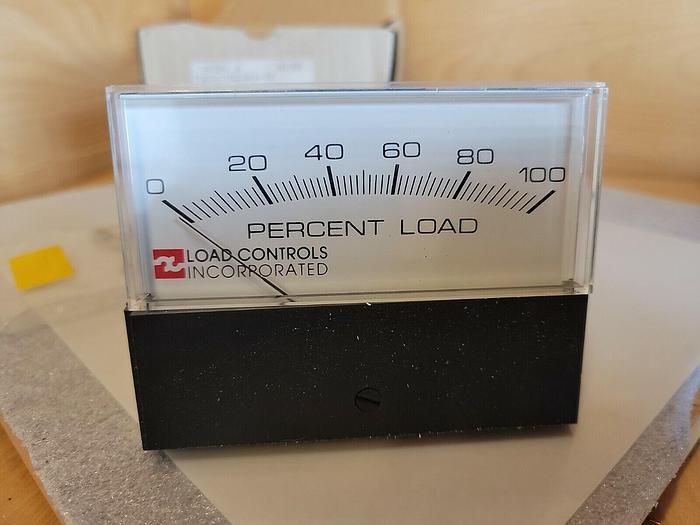 0 20 40 60 80 100
PERCENT LOAD
LOAD CONTROLS
INCORPORATED